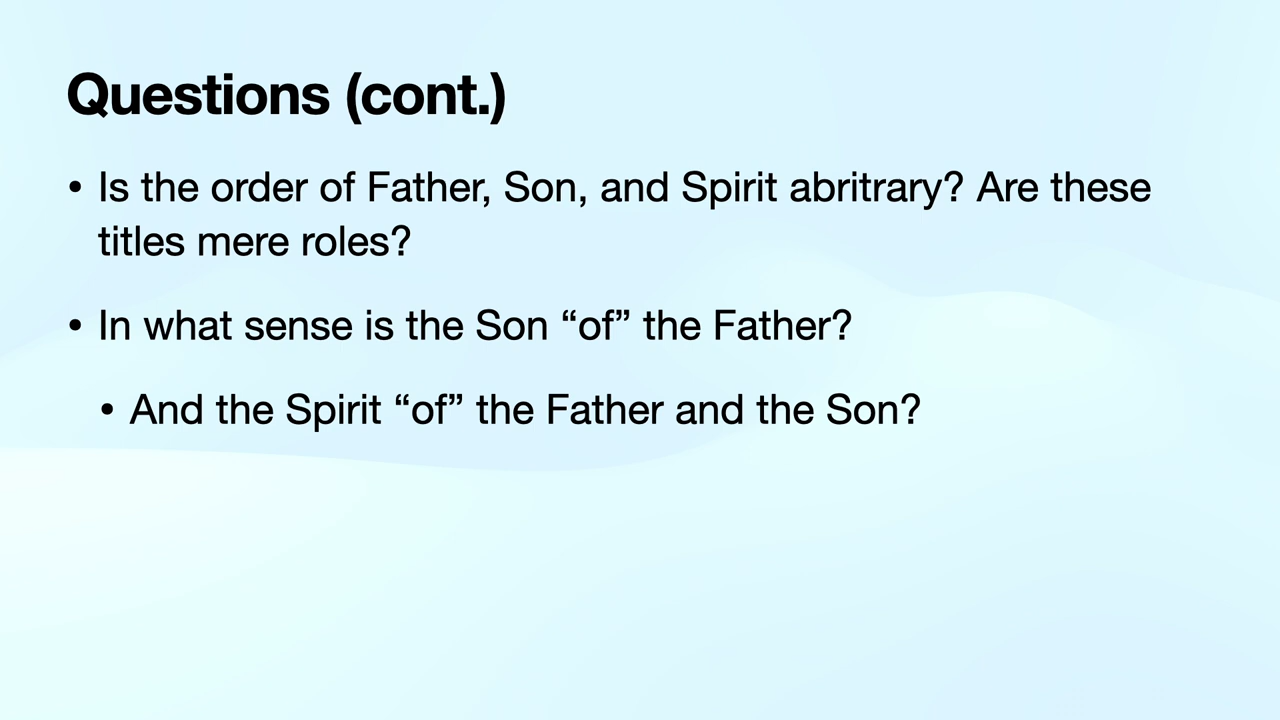 Questions (cont.)
• Is the order of Father, Son, and Spirit abritrary? Are these
titles mere roles?
• In what sense is the Son “of” the Father?
• And the Spirit “of” the Father and the Son?